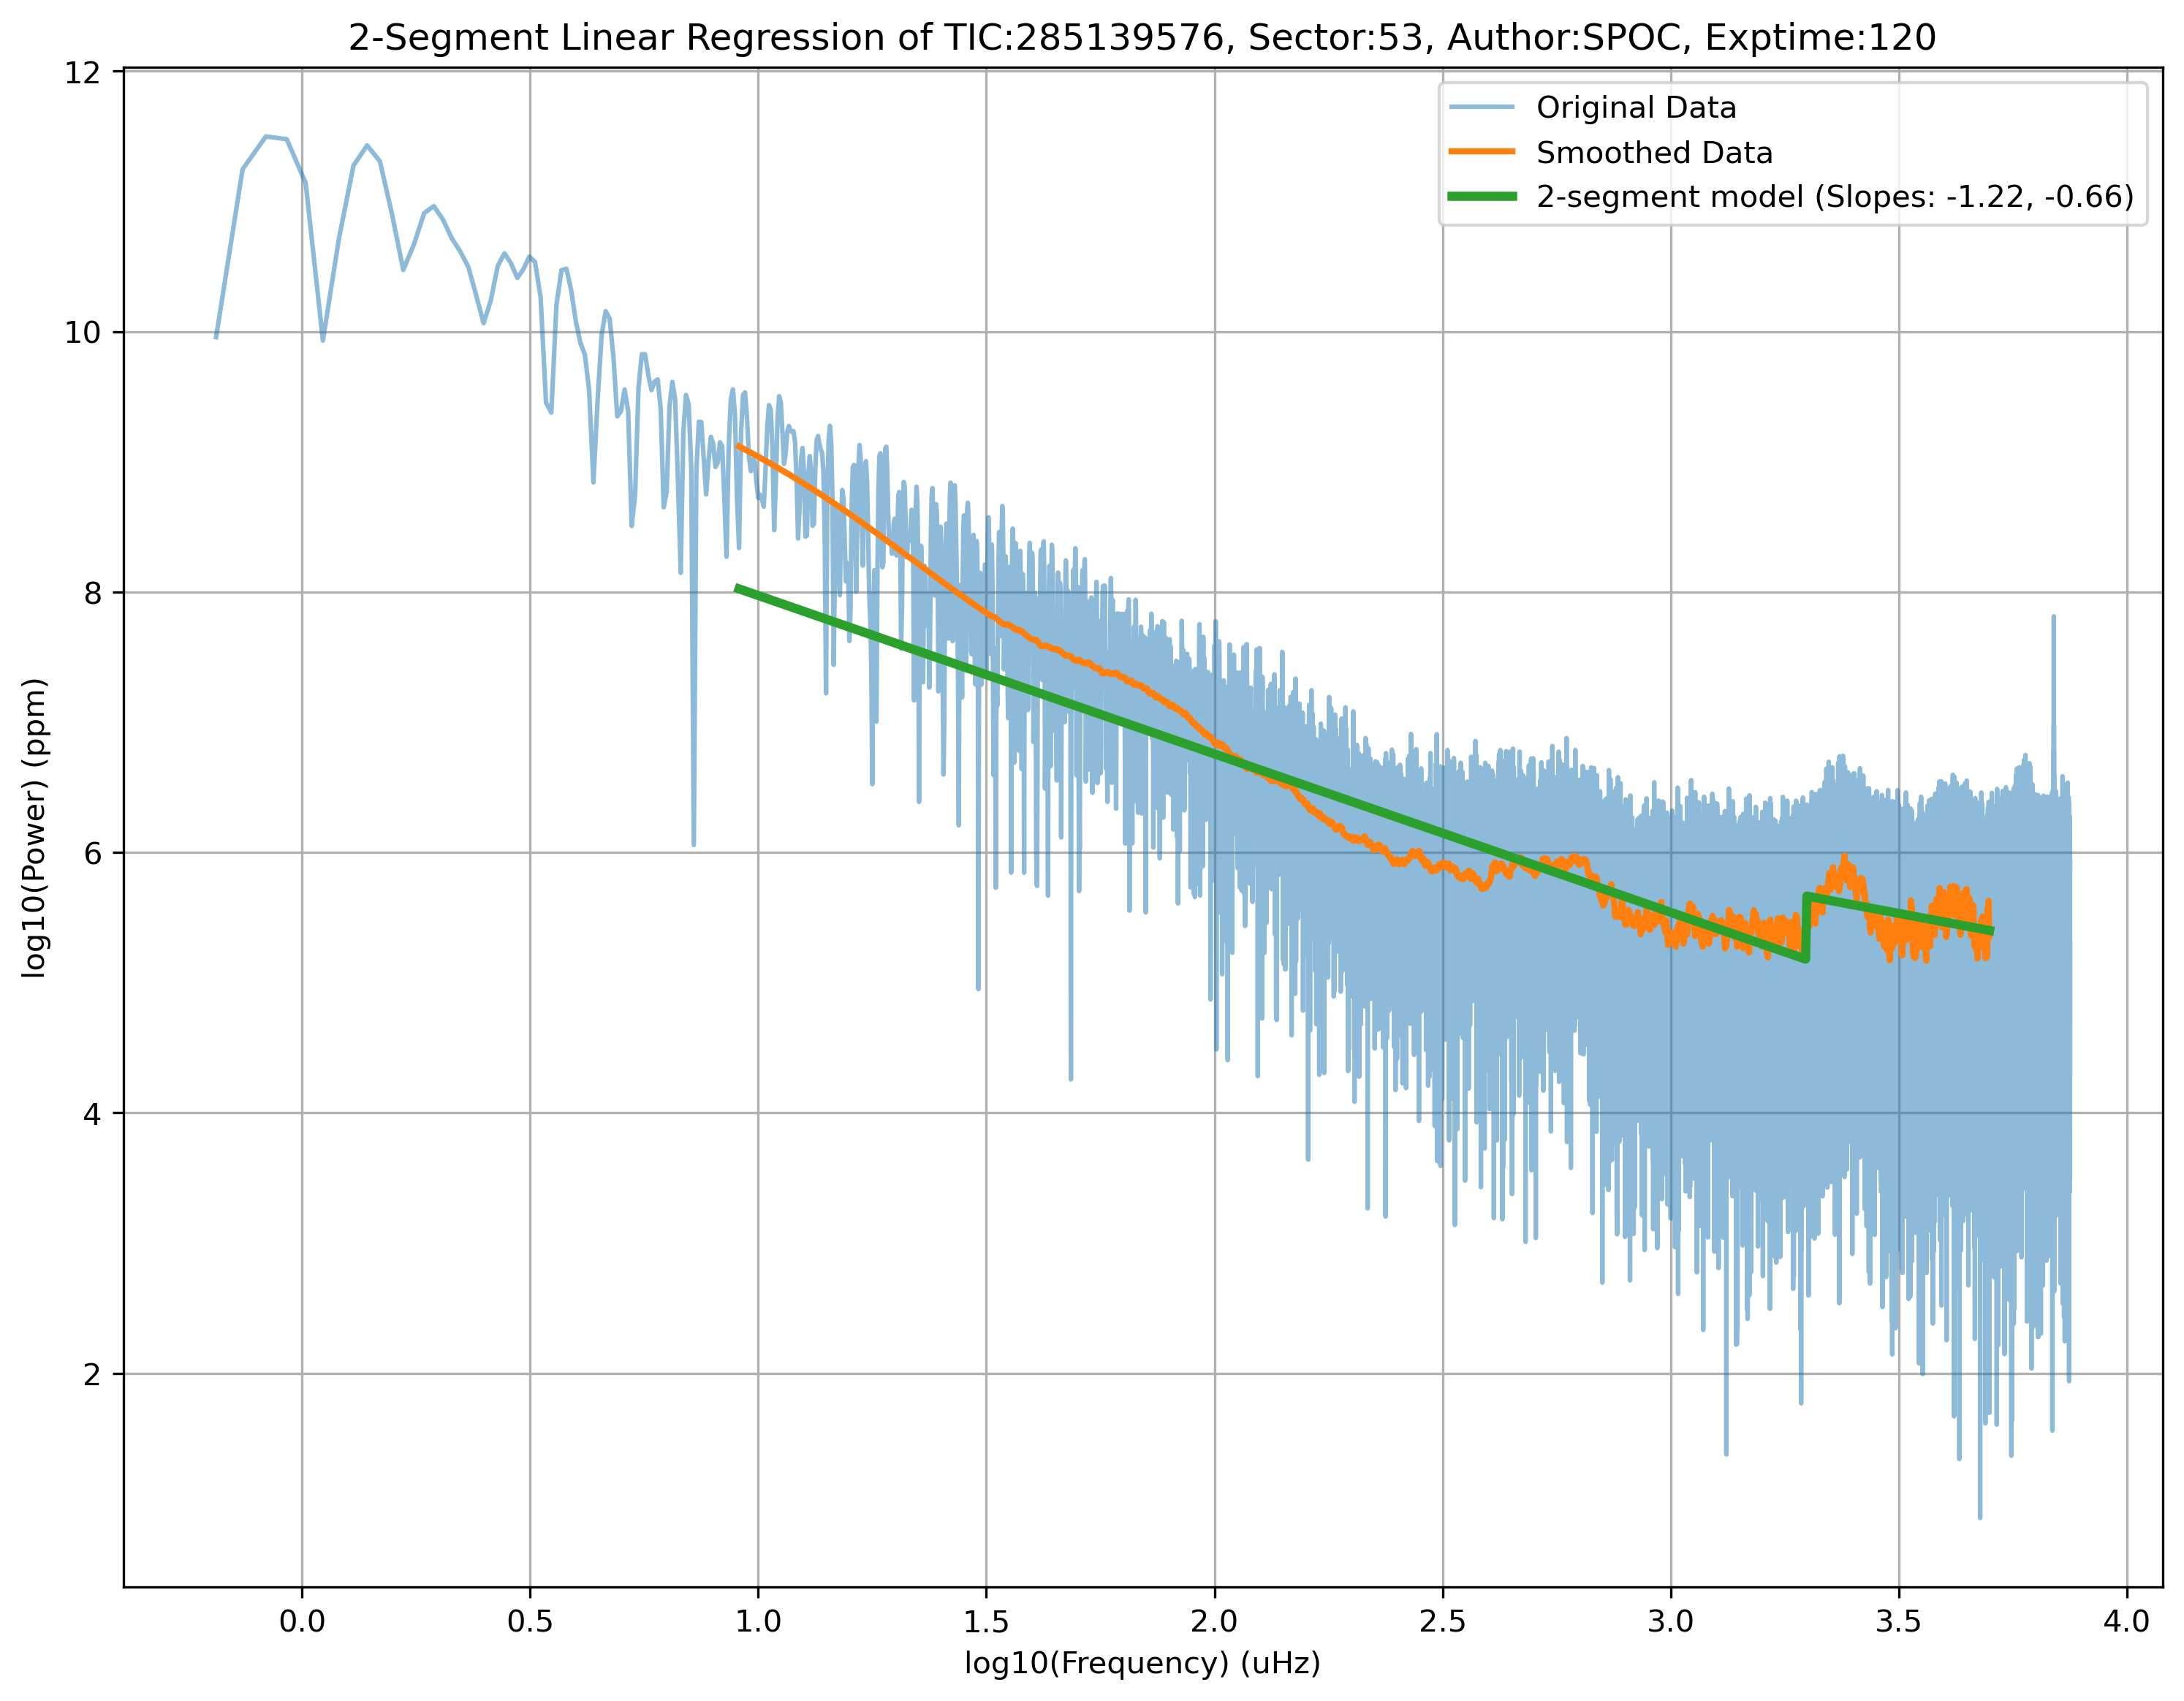 2-Segment Linear Regression of TIC:285139576, Sector:53, Author:SPOC, Exptime:120
Original Data
Smoothed Data
2-segment model (Slopes: -1.22, -0.66)
log10(Power) (ppm)
12
10
8
6
4
2
0.0 0.5 1.0 1.5 2.0 2.5 3.0 3.5 4.0
log10(Frequency) (uHz)